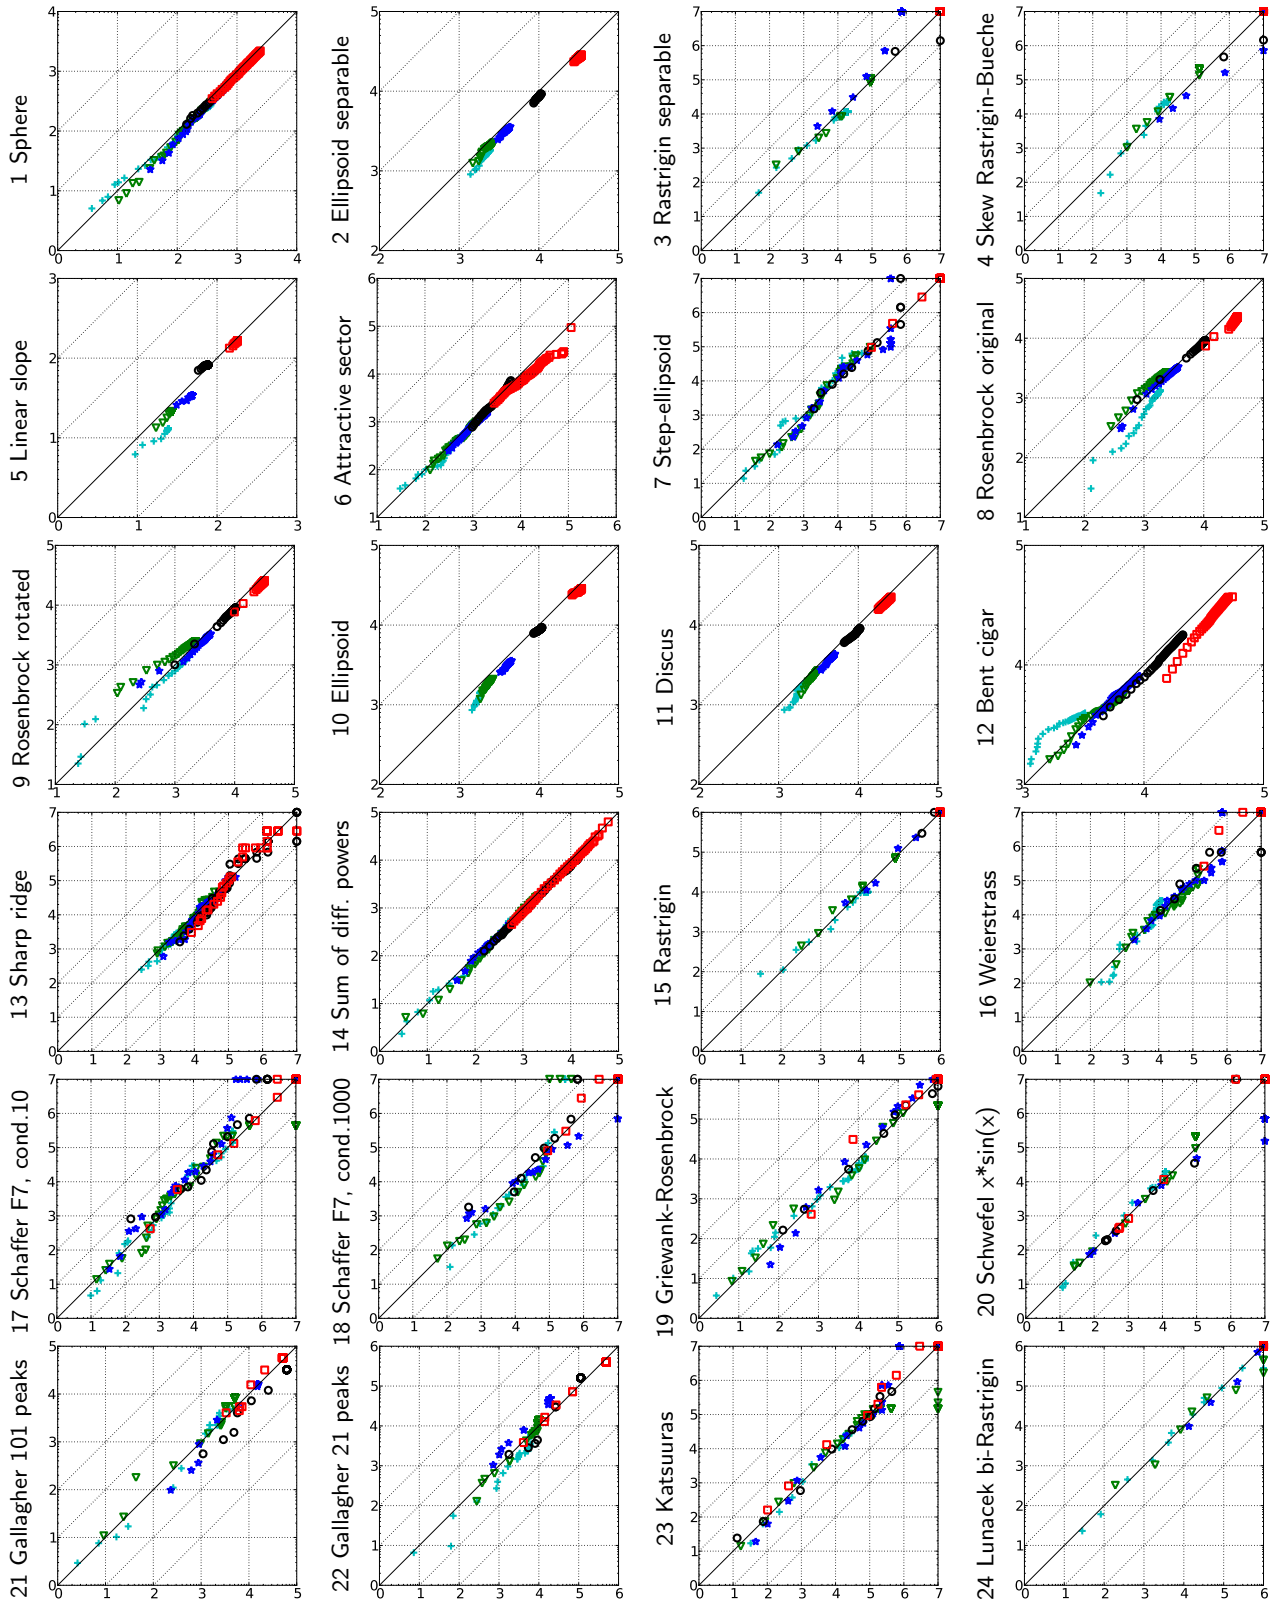 1 Sphere
2 Ellipsoid separable
3 Rastrigin separable
4 Skew Rastrigin-Bueche
5 Linear slope
6 Attractive sector
7 Step-ellipsoid
8 Rosenbrock original
9 Rosenbrock rotated
10 Ellipsoid
11 Discus
12 Bent cigar
13 Sharp ridge
14 Sum of diff. powers
15 Rastrigin
16 Weierstrass
17 Schaffer F7, cond.10
18 Schaffer F7, cond.1000
19 Griewank-Rosenbrock
20 Schwefel x*sin(x)
21 Gallagher 101 peaks
22 Gallagher 21 peaks
23 Katsuuras
24 Lunacek bi-Rastrigin